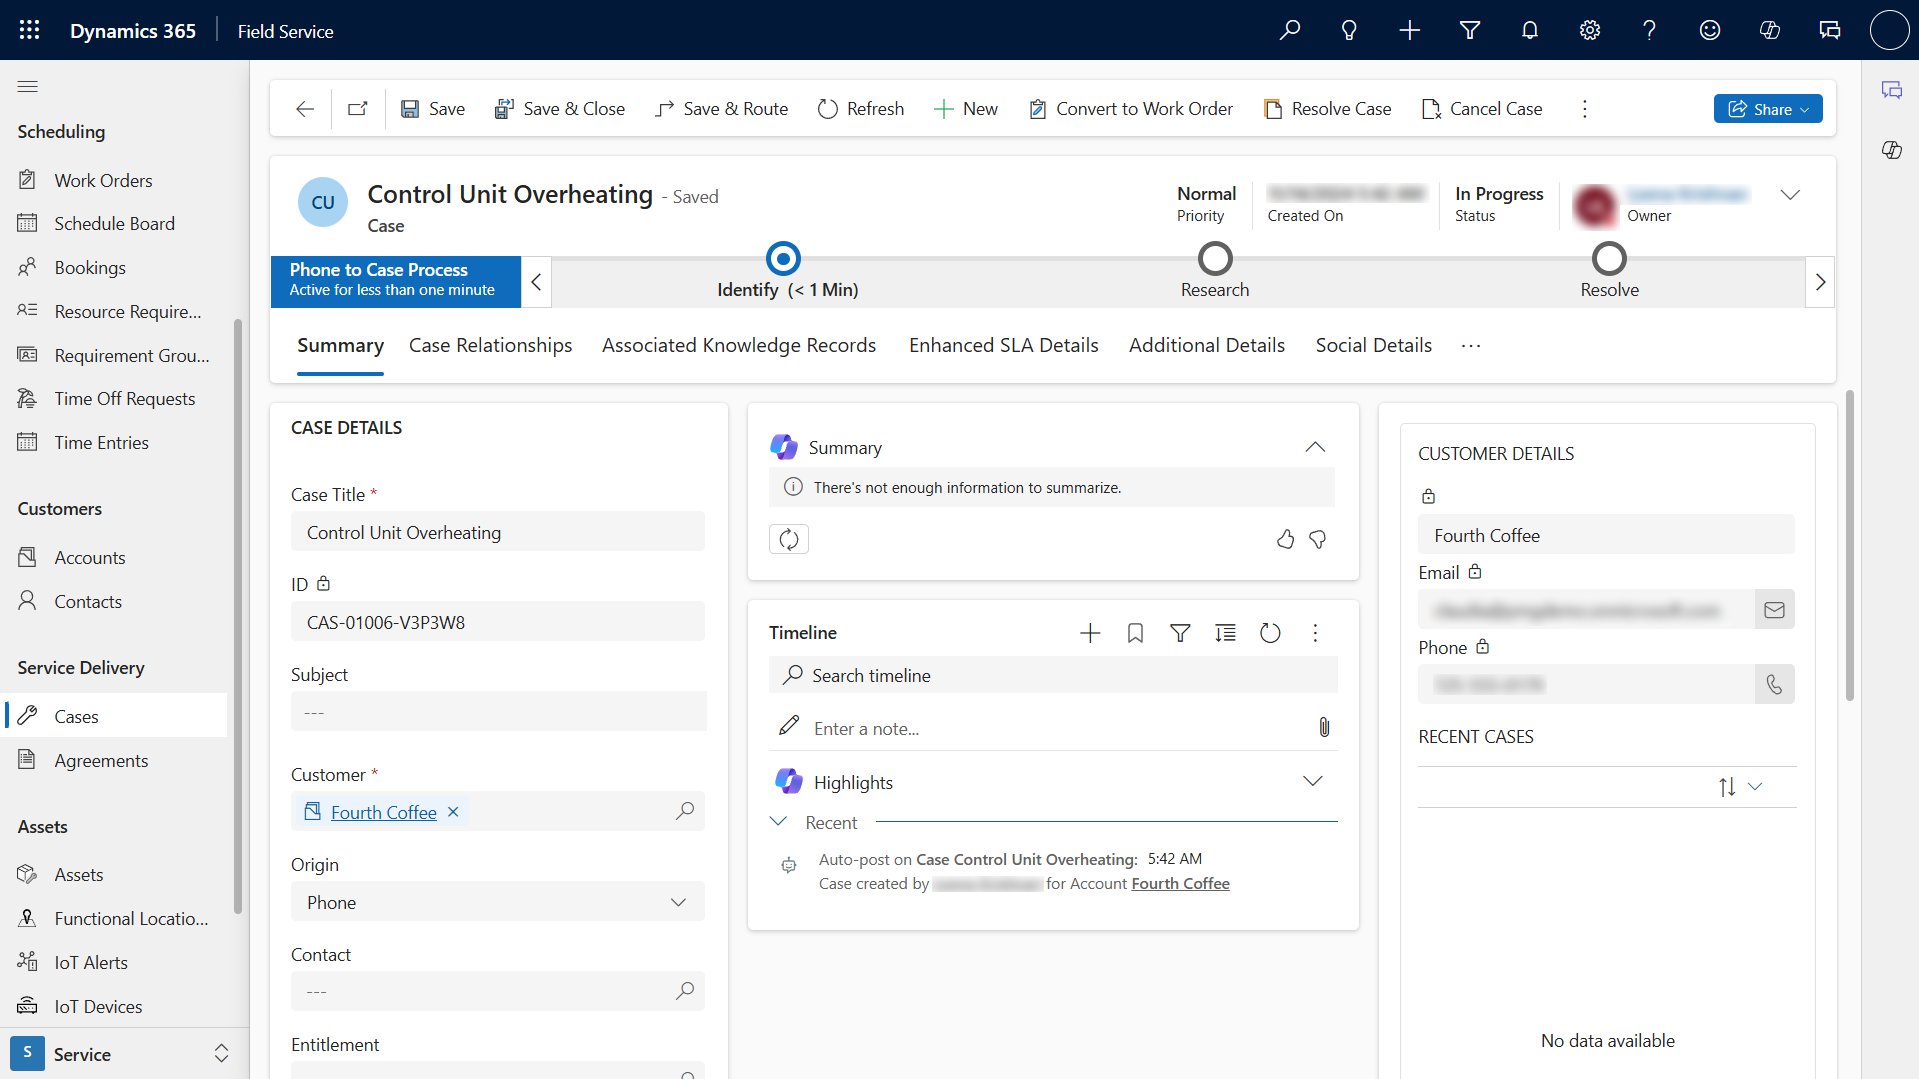 Dynamics 365 Field Service
Save Save & Close Save & Route Refresh New Convert to Work Order Resolve Case Cancel Case Share
Scheduling
Work Orders
Schedule Board
Bookings
Resource Require...
Requirement Grou...
Time Off Requests
Time Entries
Customers
Accounts
Contacts
Service Delivery
Cases
Agreements
Assets
Assets
Functional Locatio...
IoT Alerts
IoT Devices
S Service
CU
Control Unit Overheating - Saved
Case
Normal
Priority
Created On
In Progress
Status
Owner
Phone to Case Process
Active for less than one minute
Identify (< 1 Min)
Research
Resolve
Summary Case Relationships Associated Knowledge Records Enhanced SLA Details Additional Details Social Details ...
CASE DETAILS
Case Title *
Control Unit Overheating
ID
CAS-01006-V3P3W8
Subject
---
Customer *
Fourth Coffee
Origin
Phone
Contact
---
Entitlement
Summary
There's not enough information to summarize.
Timeline
Search timeline
Enter a note...
Highlights
Recent
Auto-post on Case Control Unit Overheating: 5:42 AM
Case created by for Account Fourth Coffee
CUSTOMER DETAILS
Fourth Coffee
Email
Phone
RECENT CASES
No data available